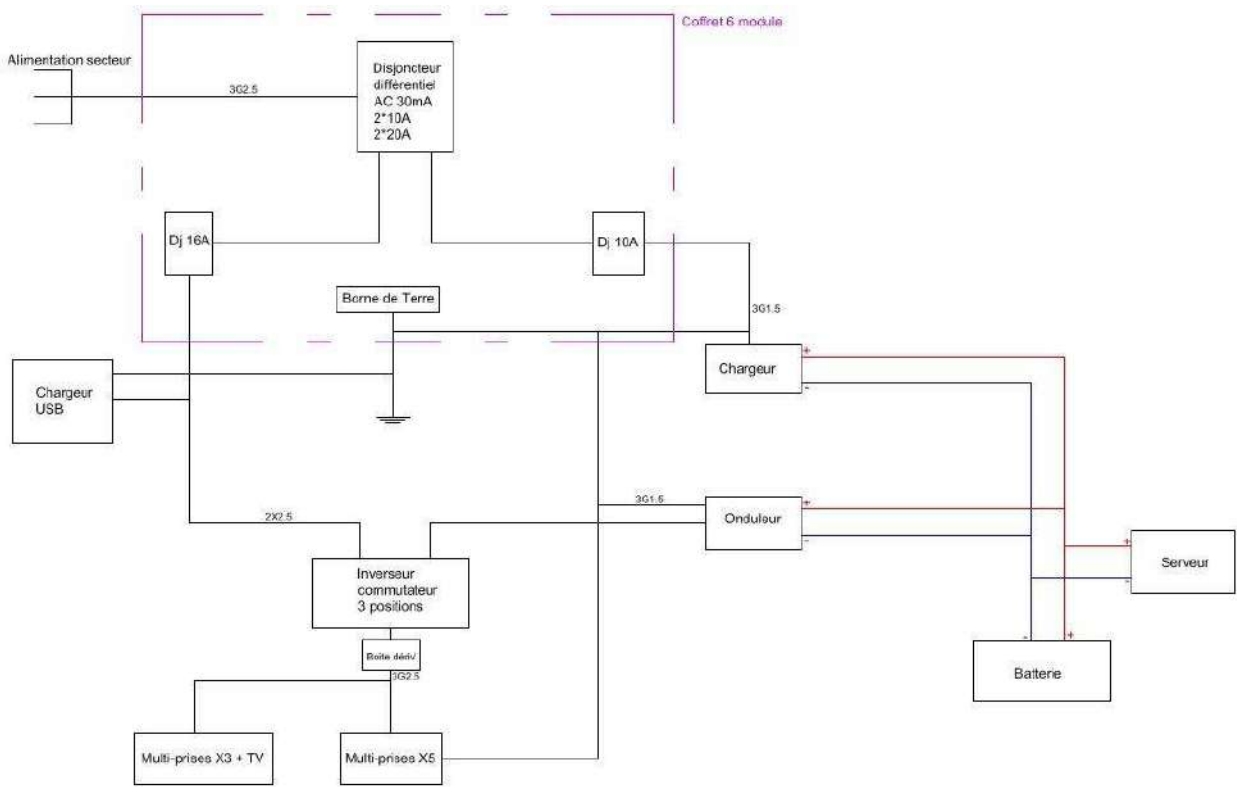 Coffret 6 module
Alimentation secteur
3G2.5
Disjoncteur
différentiel
AC 30mA
2*10A
2*20A
Dj 16A
Dj 10A
Borne de Terre
3G1.5
Chargeur
USB
Chargeur
+
-
3G1.5
Onduleur
+
-
2X2.5
Inverseur
commutateur
3 positions
+
-
Serveur
Boite dériv'
3G2.5
-
+
Batterie
Multi-prises X3 + TV
Multi-prises X5